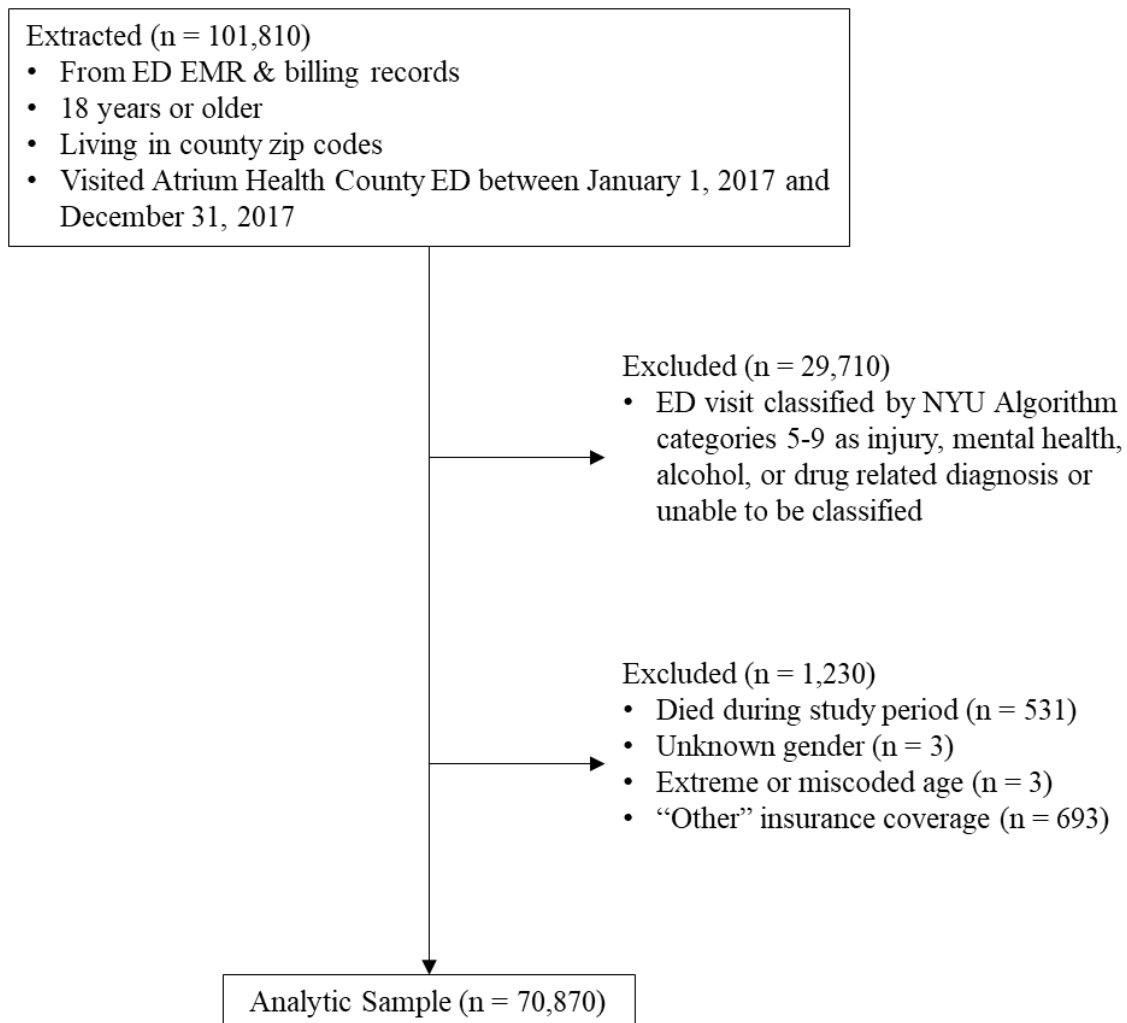 Extracted (n = 101,810)
• From ED EMR & billing records
• 18 years or older
• Living in county zip codes
• Visited Atrium Health County ED between January 1, 2017 and
December 31, 2017
Excluded (n = 29,710)
• ED visit classified by NYU Algorithm
categories 5-9 as injury, mental health,
alcohol, or drug related diagnosis or
unable to be classified
Excluded (n = 1,230)
• Died during study period (n = 531)
• Unknown gender (n = 3)
• Extreme or miscoded age (n = 3)
• “Other” insurance coverage (n = 693)
Analytic Sample (n = 70,870)